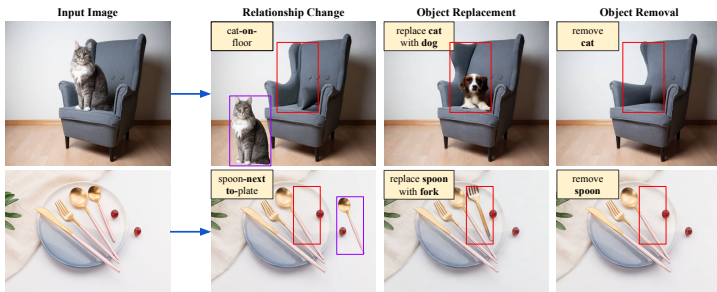 Input Image
Relationship Change
Object Replacement
Object Removal
cat-on-
floor
replace cat
with dog
remove
cat
spoon-next
to-plate
replace spoon
with fork
remove
spoon